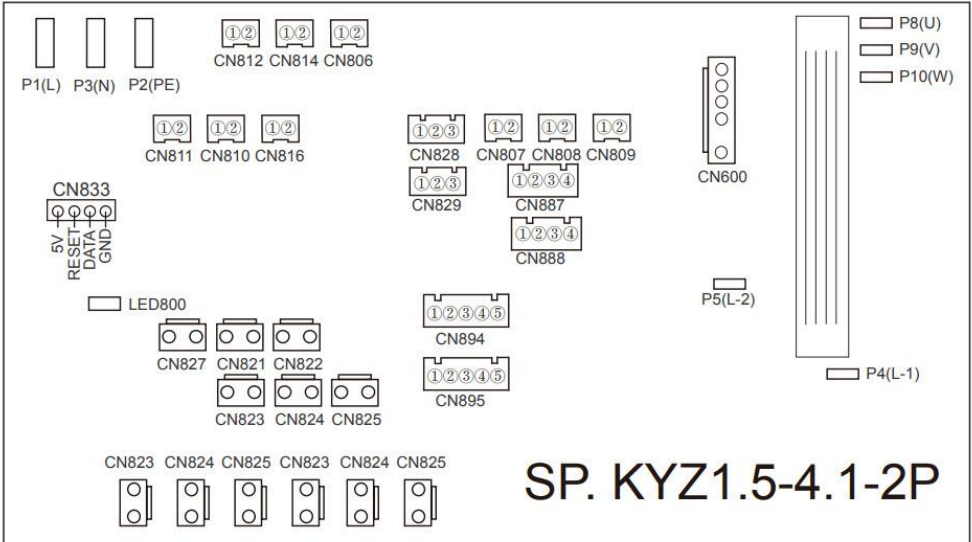 P8(U)
①② ①② ①②
P9(V)
P1(L) P3(N) P2(PE)
CN812 CN814 CN806
P10(W)
①② ①② ①②
①②③ ①② ①② ①②
CN811 CN810 CN816
CN828 CN807 CN808 CN809
CN600
①②③ ①②③④
CN833
CN829 CN887
5V
RESET
DATA
GND
①②③④
CN888
LED800
P5(L-2)
①②③④⑤
CN894
CN827 CN821 CN822
P4(L-1)
①②③④⑤
CN895
CN823 CN824 CN825
CN823 CN824 CN825 CN823 CN824 CN825
SP. KYZ1.5-4.1-2P